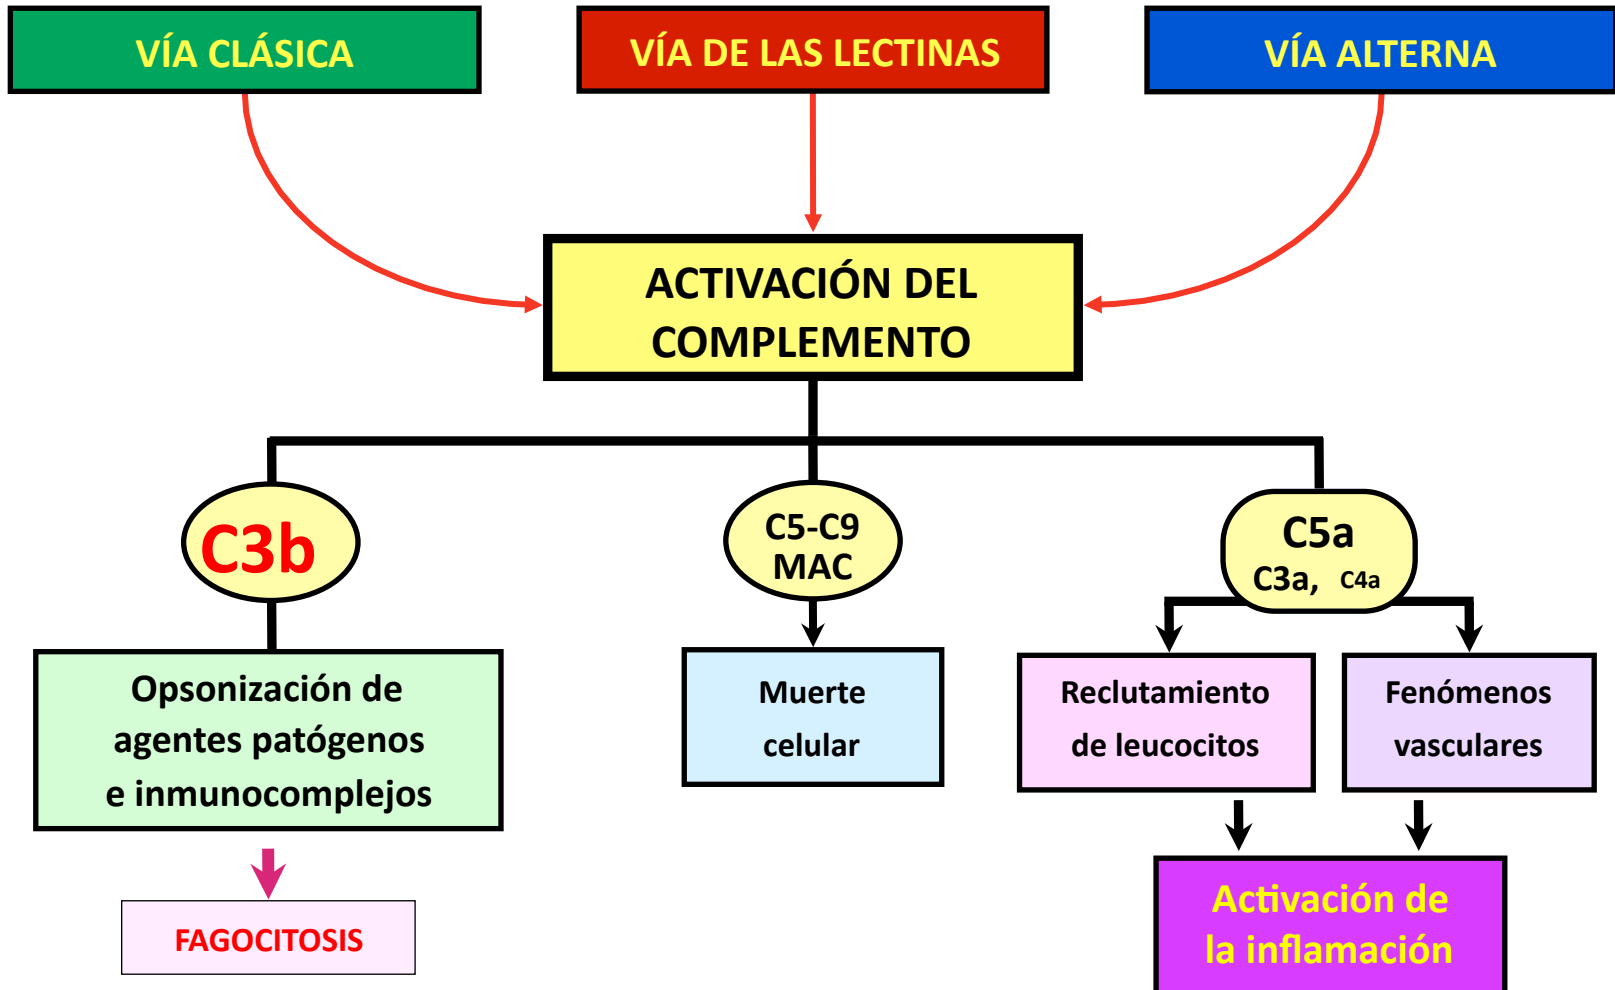 VÍA CLÁSICA
VÍA DE LAS LECTINAS
VÍA ALTERNA
ACTIVACIÓN DEL
COMPLEMENTO
C3b
C5-C9
MAC
C5a
C3a, C4a
Opsonización de
agentes patógenos
e inmunocomplejos
Muerte
celular
Reclutamiento
de leucocitos
Fenómenos
vasculares
FAGOCITOSIS
Activación de
la inflamación